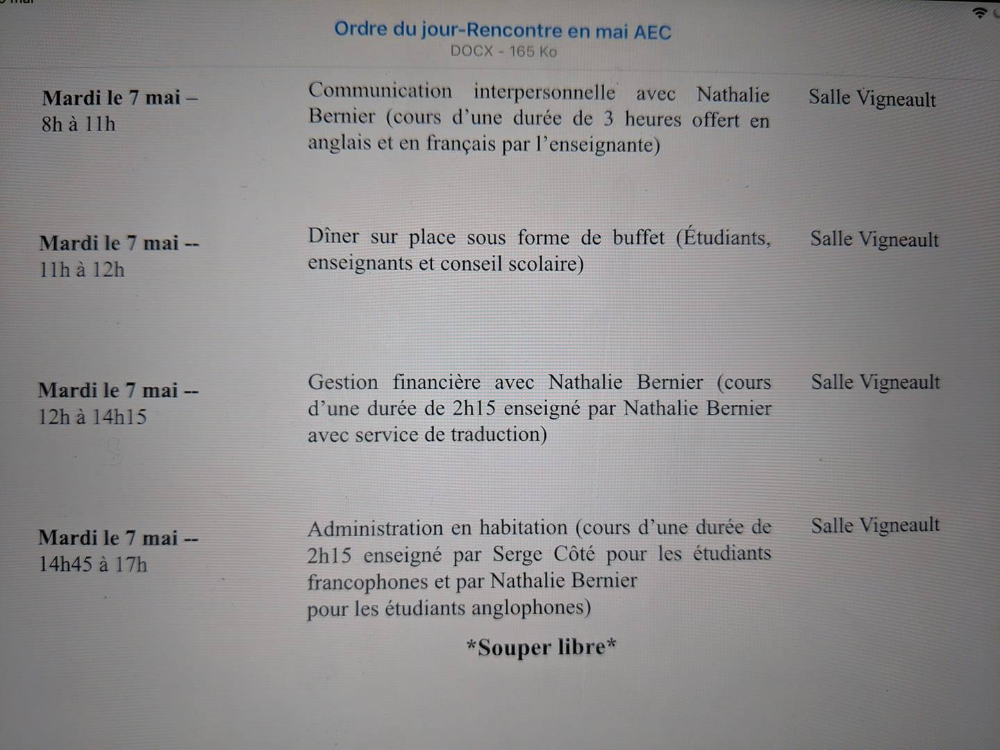 Ordre du jour-Rencontre en mai AEC
DOCX - 165 Ko
Mardi le 7 mai –
8h à 11h
Communication interpersonnelle avec Nathalie
Bernier (cours d’une durée de 3 heures offert en
anglais et en français par l’enseignante)
Salle Vigneault
Mardi le 7 mai --
11h à 12h
Dîner sur place sous forme de buffet (Étudiants,
enseignants et conseil scolaire)
Salle Vigneault
Mardi le 7 mai --
12h à 14h15
Gestion financière avec Nathalie Bernier (cours
d’une durée de 2h15 enseigné par Nathalie Bernier
avec service de traduction)
Salle Vigneault
Mardi le 7 mai --
14h45 à 17h
Administration en habitation (cours d’une durée de
2h15 enseigné par Serge Côté pour les étudiants
francophones et par Nathalie Bernier
pour les étudiants anglophones)
Salle Vigneault
*Souper libre*